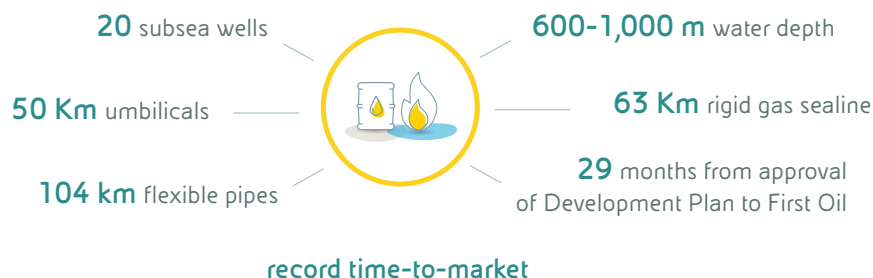 20 subsea wells
50 Km umbilicals
104 km flexible pipes
600-1,000 m water depth
63 Km rigid gas sealine
29 months from approval
of Development Plan to First Oil
record time-to-market